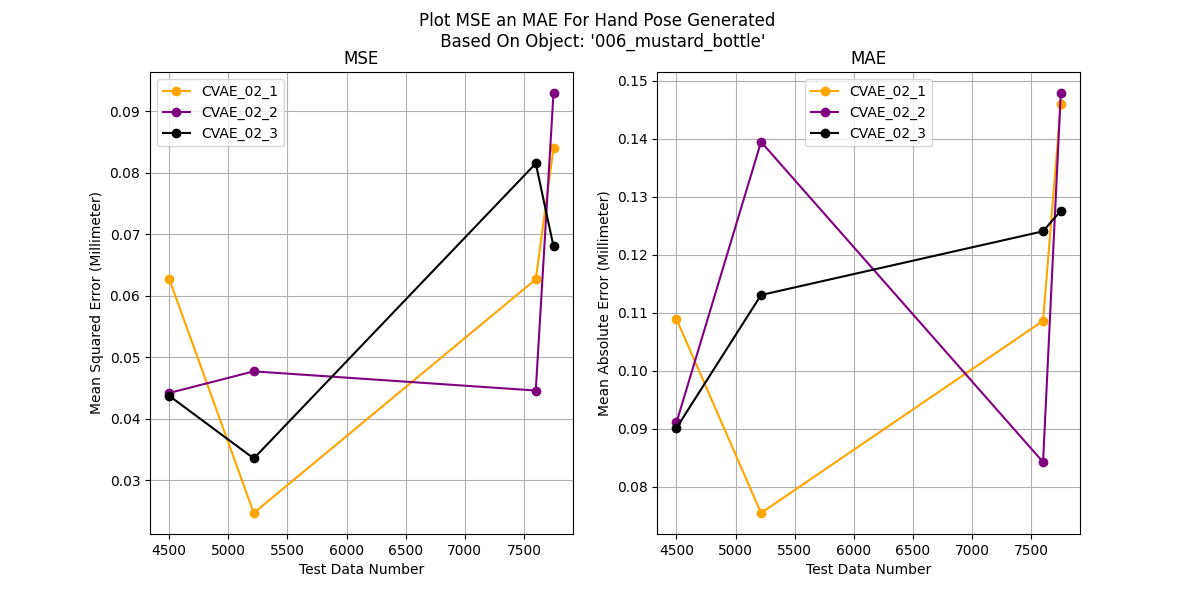 Plot MSE an MAE For Hand Pose Generated
Based On Object: '006_mustard_bottle'
MSE
CVAE_02_1
CVAE_02_2
CVAE_02_3
Mean Squared Error (Millimeter)
0.09
0.08
0.07
0.06
0.05
0.04
0.03
4500 5000 5500 6000 6500 7000 7500
Test Data Number
MAE
CVAE_02_1
CVAE_02_2
CVAE_02_3
Mean Absolute Error (Millimeter)
0.15
0.14
0.13
0.12
0.11
0.10
0.09
0.08
4500 5000 5500 6000 6500 7000 7500
Test Data Number